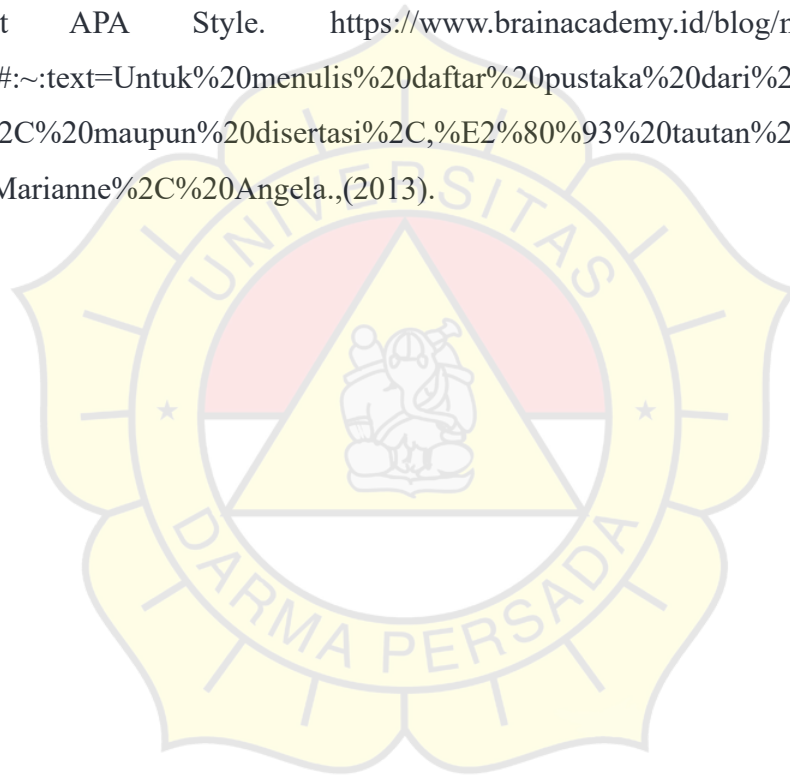 t APA Style. https://www.brainacademy.id/blog/n
#:~:text=Untuk%20menulis%20daftar%20pustaka%20dari%2
2C%20maupun%20disertasi%2C,%E2%80%93%20tautan%2
Marianne%2C%20Angela.,(2013).
UNIVERSITAS
DARMA PERSADA